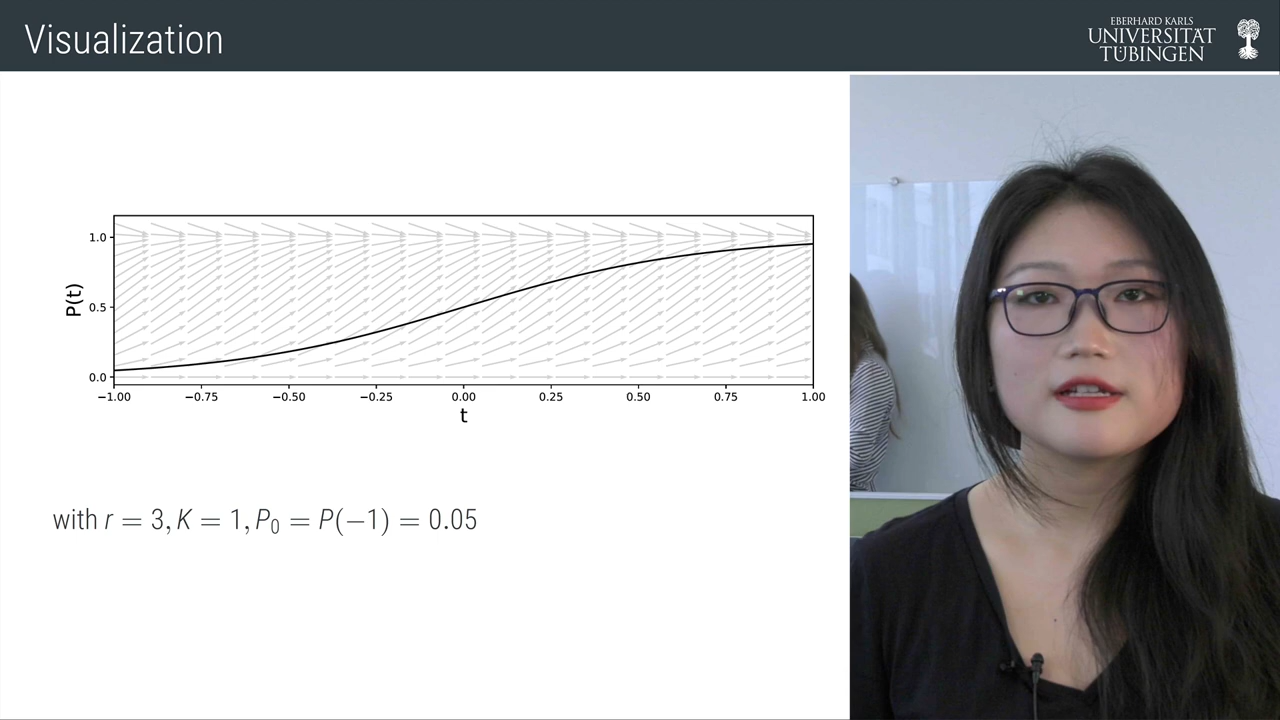 Visualization
EBERHARD KARLS
UNIVERSITÄT
TÜBINGEN
1.0
0.5
0.0
P(t)
−1.00 −0.75 −0.50 −0.25 0.00 0.25 0.50 0.75 1.00
t
with r = 3, K = 1, P₀ = P(−1) = 0.05